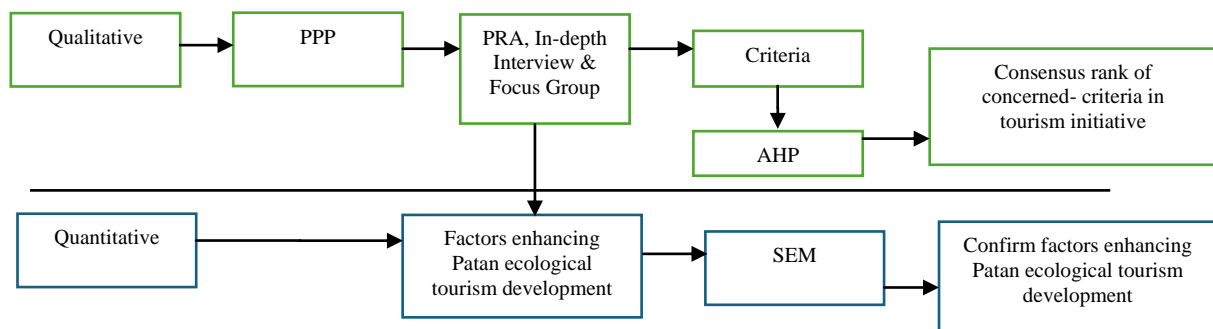 Qualitative
PPP
PRA, In-depth
Interview &
Focus Group
Criteria
AHP
Consensus rank of
concerned- criteria in
tourism initiative
Quantitative
Factors enhancing
Patan ecological
tourism development
SEM
Confirm factors enhancing
Patan ecological tourism
development